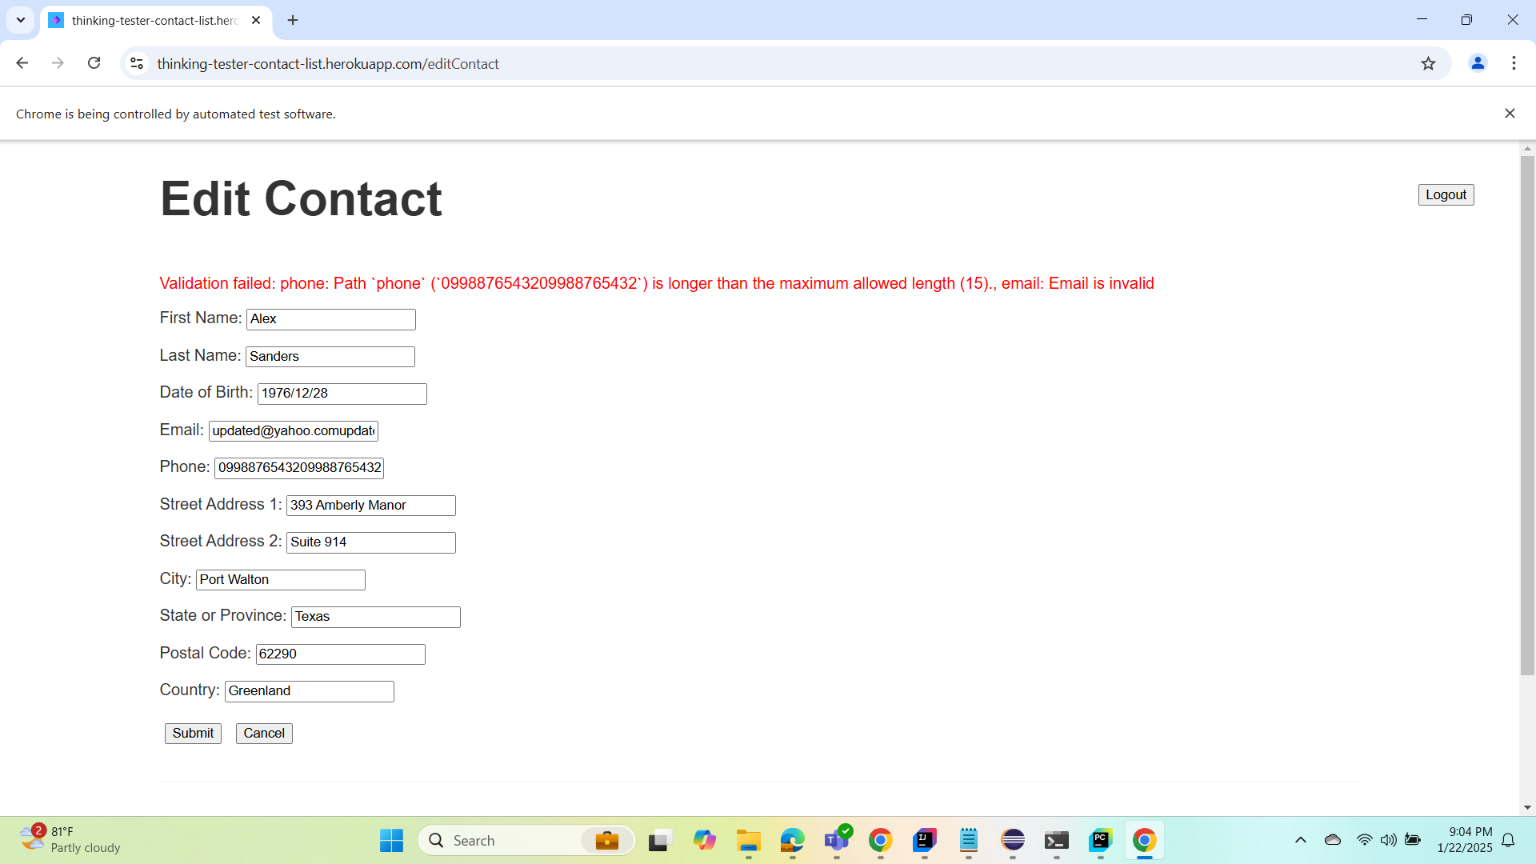 thinking-tester-contact-list.herc
thinking-tester-contact-list.herokuapp.com/editContact
Chrome is being controlled by automated test software.
Edit Contact
Logout
Validation failed: phone: Path `phone` (`0998876543209988765432`) is longer than the maximum allowed length (15)., email: Email is invalid
First Name: Alex
Last Name: Sanders
Date of Birth: 1976/12/28
Email: updated@yahoo.comupdat
Phone: 0998876543209988765432
Street Address 1: 393 Amberly Manor
Street Address 2: Suite 914
City: Port Walton
State or Province: Texas
Postal Code: 62290
Country: Greenland
Submit Cancel
2
81°F
Partly cloudy
Search
9:04 PM
1/22/2025